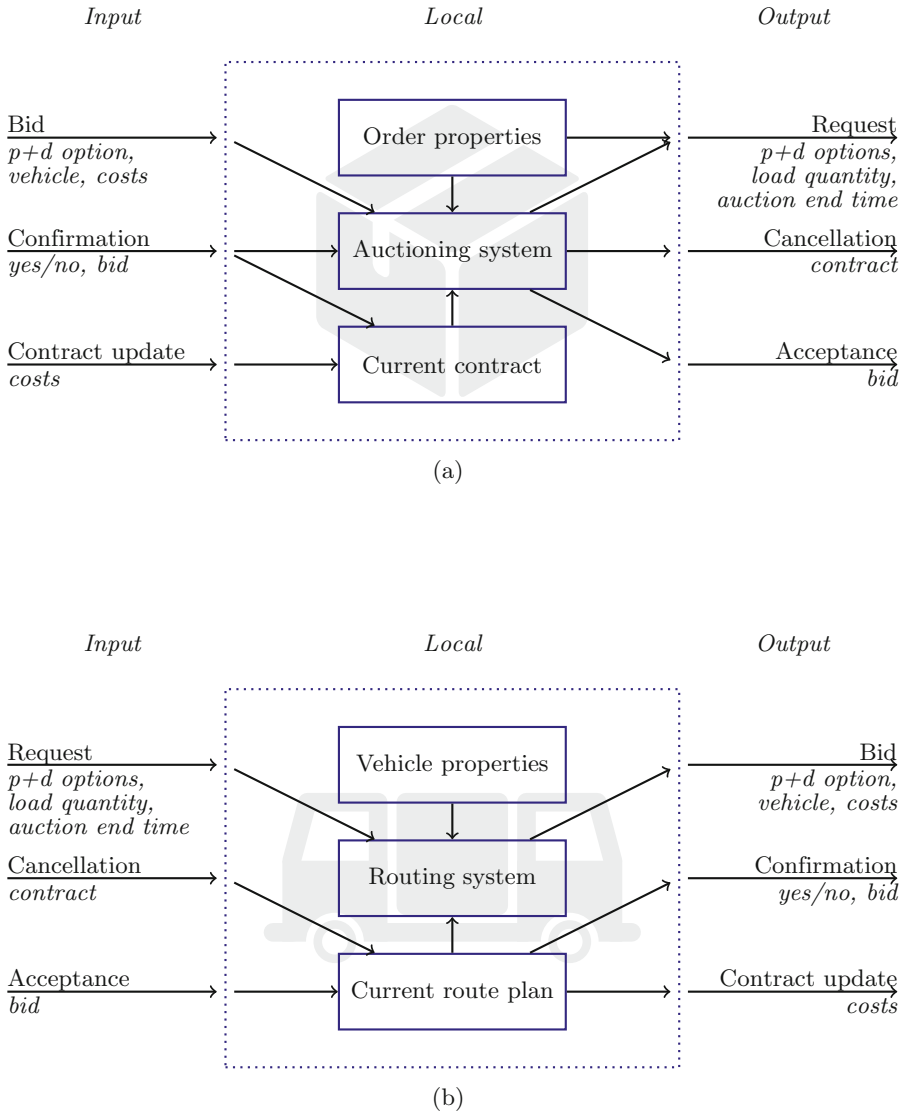 Input Local Output
Bid
p+d option,
vehicle, costs
Confirmation
yes/no, bid
Contract update
costs
Order properties
Auctioning system
Current contract
Request
p+d options,
load quantity,
auction end time
Cancellation
contract
Acceptance
bid
(a)
Input Local Output
Request
p+d options,
load quantity,
auction end time
Cancellation
contract
Acceptance
bid
Vehicle properties
Routing system
Current route plan
Bid
p+d option,
vehicle, costs
Confirmation
yes/no, bid
Contract update
costs
(b)